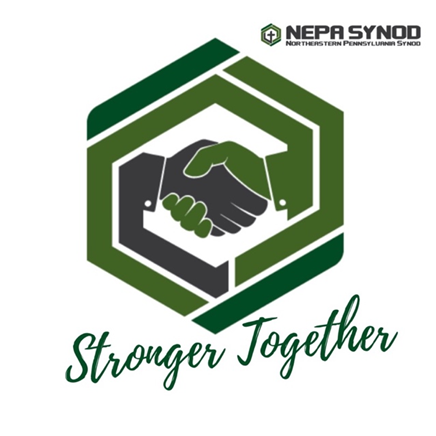 NEPA SYNOD
NORTHEASTERN PENNSYLVANIA SYNOD
Stronger Together